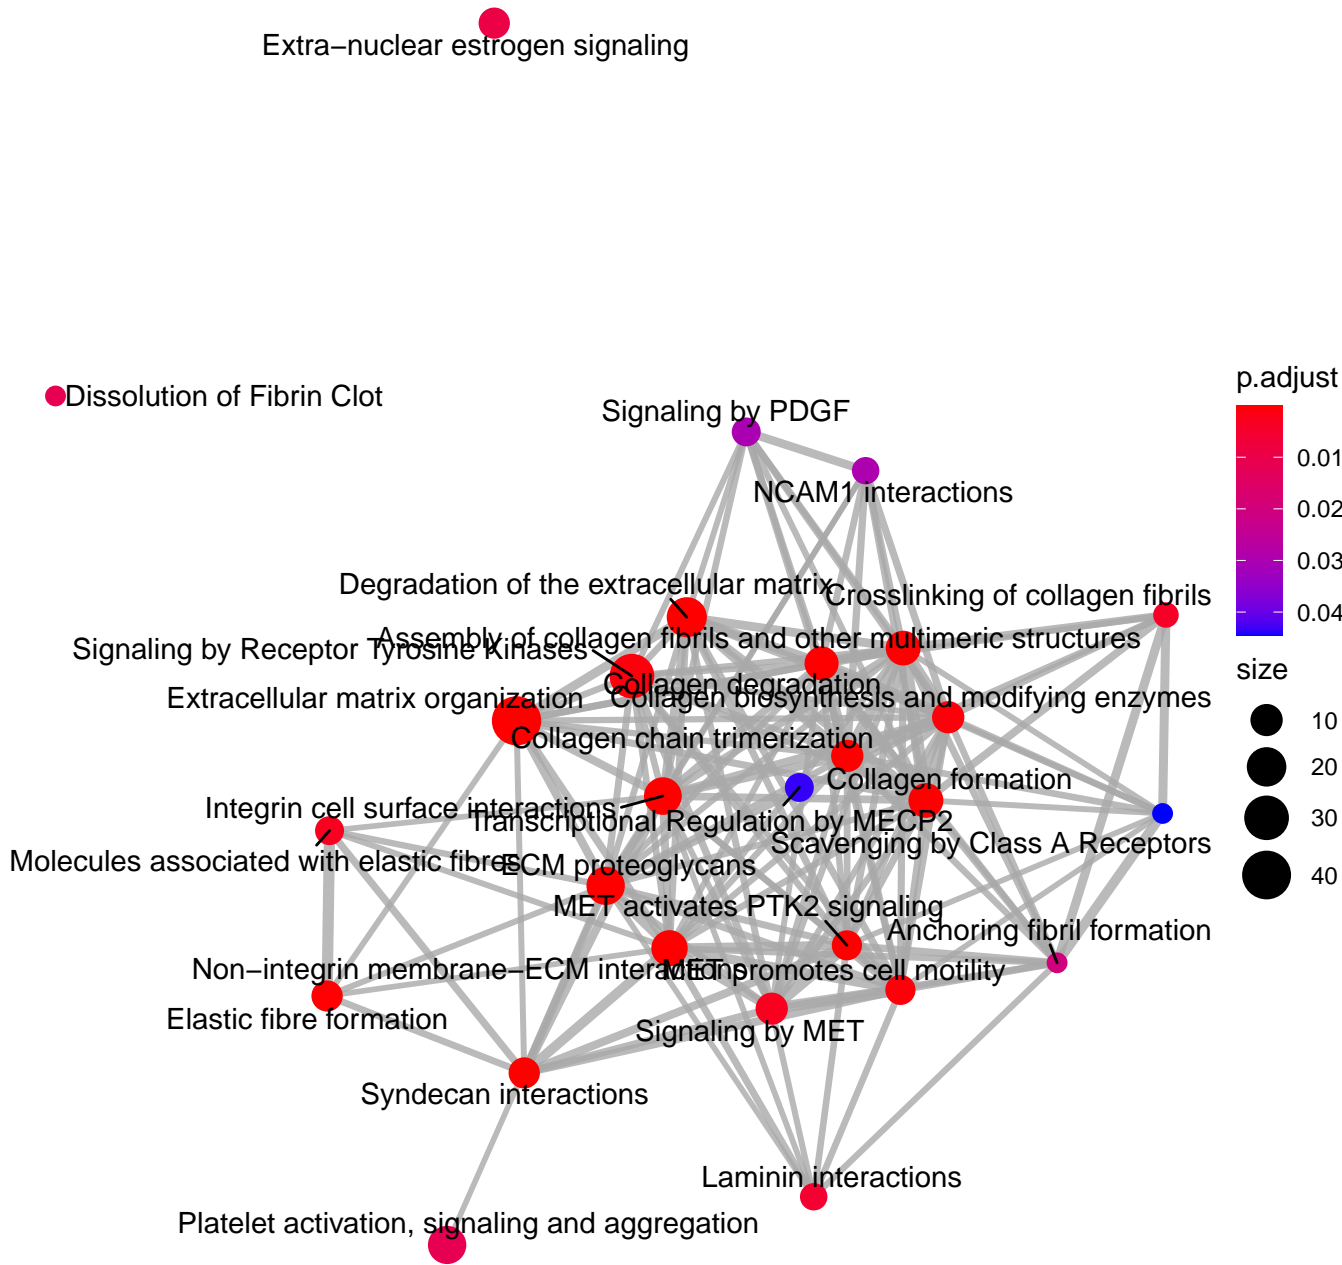 Extra−nuclear estrogen signaling
p.adjust
Dissolution of Fibrin Clot
Signaling by PDGF
0.01
NCAM1 interactions
0.02
0.03
Degradation of the extracellular matrix
Crosslinking of collagen fibrils
0.04
Assembly of collagen fibrils and other multimeric structures
Signaling by Receptor Tyrosine Kinases
size
Collagen degradation
Extracellular matrix organization
Collagen biosynthesis and modifying enzymes
10
Collagen chain trimerization
20
Collagen formation
Integrin cell surface interactions
Transcriptional Regulation by MECP2
30
Scavenging by Class A Receptors
Molecules associated with elastic fibres
ECM proteoglycans
40
MET activates PTK2 signaling
Anchoring fibril formation
Non−integrin membrane−ECM interactions
MET promotes cell motility
Elastic fibre formation
Signaling by MET
Syndecan interactions
Laminin interactions
Platelet activation, signaling and aggregation